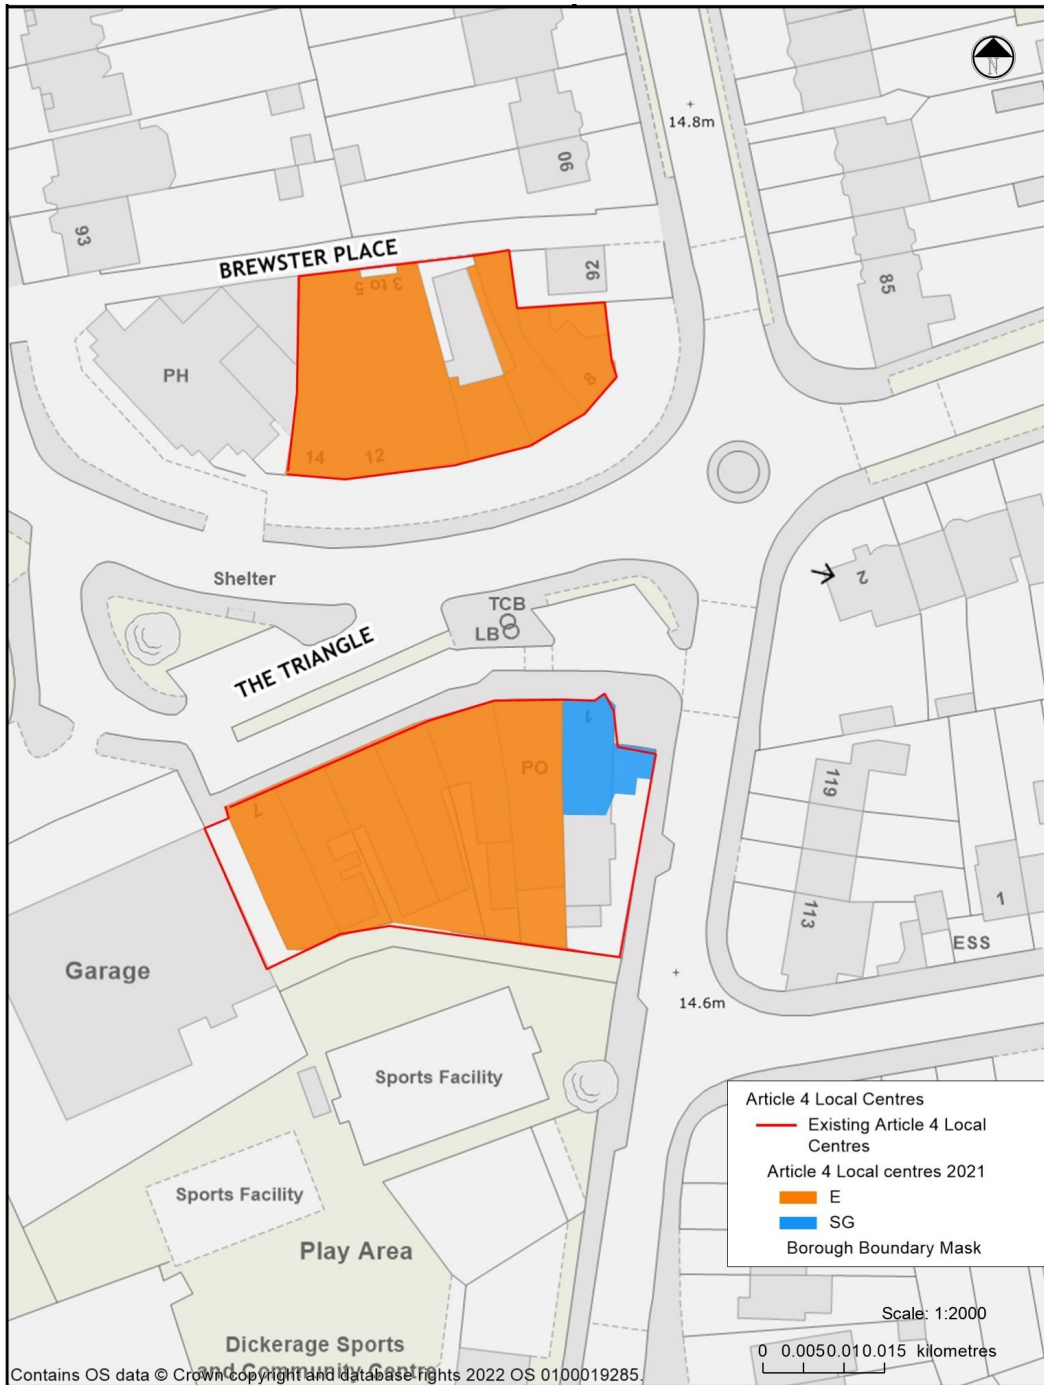 N
14.8m
90
93
BREWSTER PLACE
92
3 to 5
85
PH
8
14
12
2
Shelter
TCB
LB
THE TRIANGLE
1
PO
119
7
113
1
ESS
Garage
14.6m
Sports Facility
Sports Facility
Play Area
Dickerage Sports
and Community Centre
Article 4 Local Centres
Existing Article 4 Local
Centres
Article 4 Local centres 2021
E
SG
Borough Boundary Mask
Scale: 1:2000
0 0.0050.010.015 kilometres
Contains OS data © Crown copyright and database rights 2022 OS 0100019285.